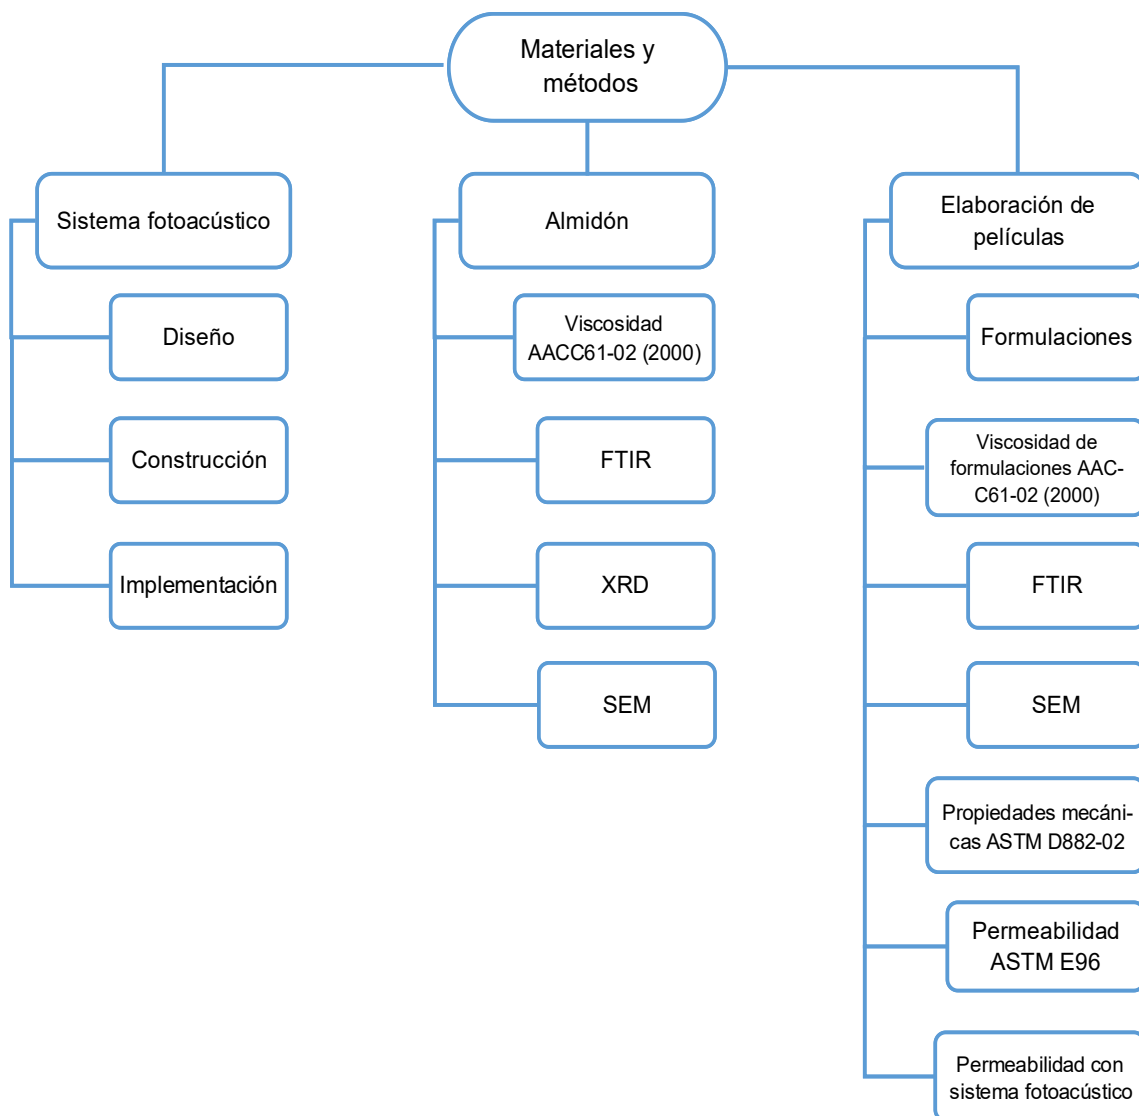 Materiales y
métodos
Sistema fotoacústico
Diseño
Construcción
Implementación
Almidón
Viscosidad
AACC61-02 (2000)
FTIR
XRD
SEM
Elaboración de
películas
Formulaciones
Viscosidad de
formulaciones AAC-
C61-02 (2000)
FTIR
SEM
Propiedades mecáni-
cas ASTM D882-02
Permeabilidad
ASTM E96
Permeabilidad con
sistema fotoacústico